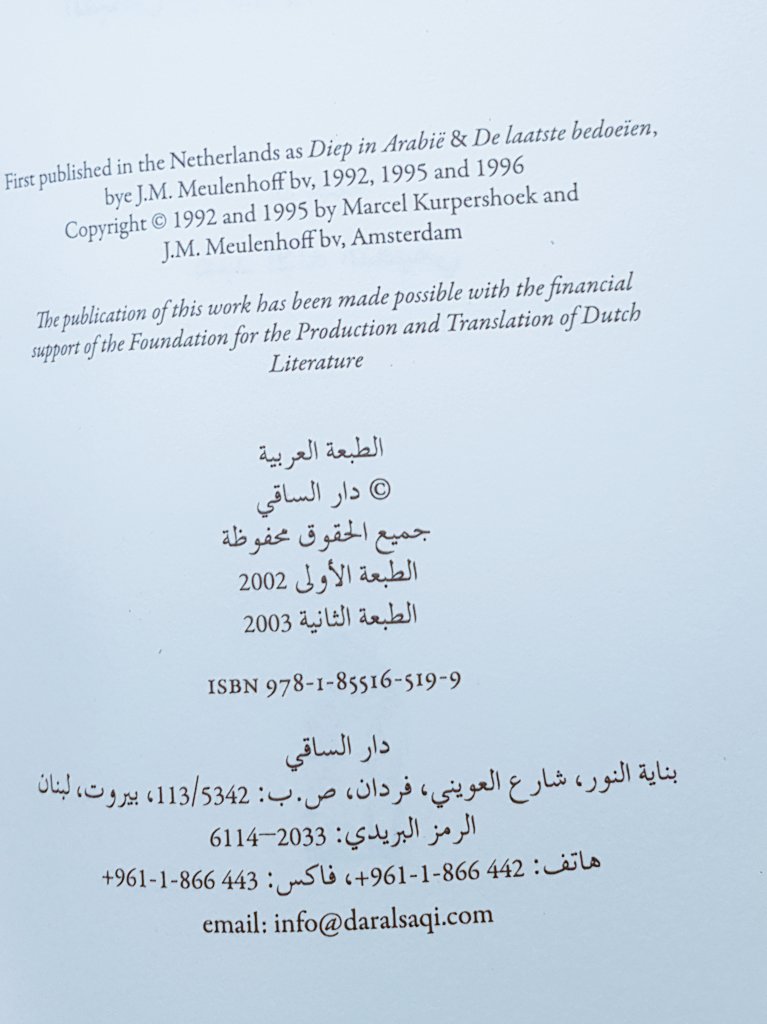 First published in the Netherlands as Diep in Arabië & De laatste bedoeïen,
bye J.M. Meulenhoff bv, 1992, 1995 and 1996
Copyright © 1992 and 1995 by Marcel Kurpershoek and
J.M. Meulenhoff bv, Amsterdam
The publication of this work has been made possible with the financial
support of the Foundation for the Production and Translation of Dutch
Literature
الطبعة العربية
© دار الساقي
جميع الحقوق محفوظة
الطبعة الأولى 2002
الطبعة الثانية 2003
ISBN 978-1-85516-519-9
دار الساقي
بناية النور، شارع العويني، فردان، ص.ب: 113/5342، بيروت، لبنان
الرمز البريدي: 2033–6114
هاتف: 442 866-1-961+، فاكس: 443 866-1-961+
email: info@daralsaqi.com